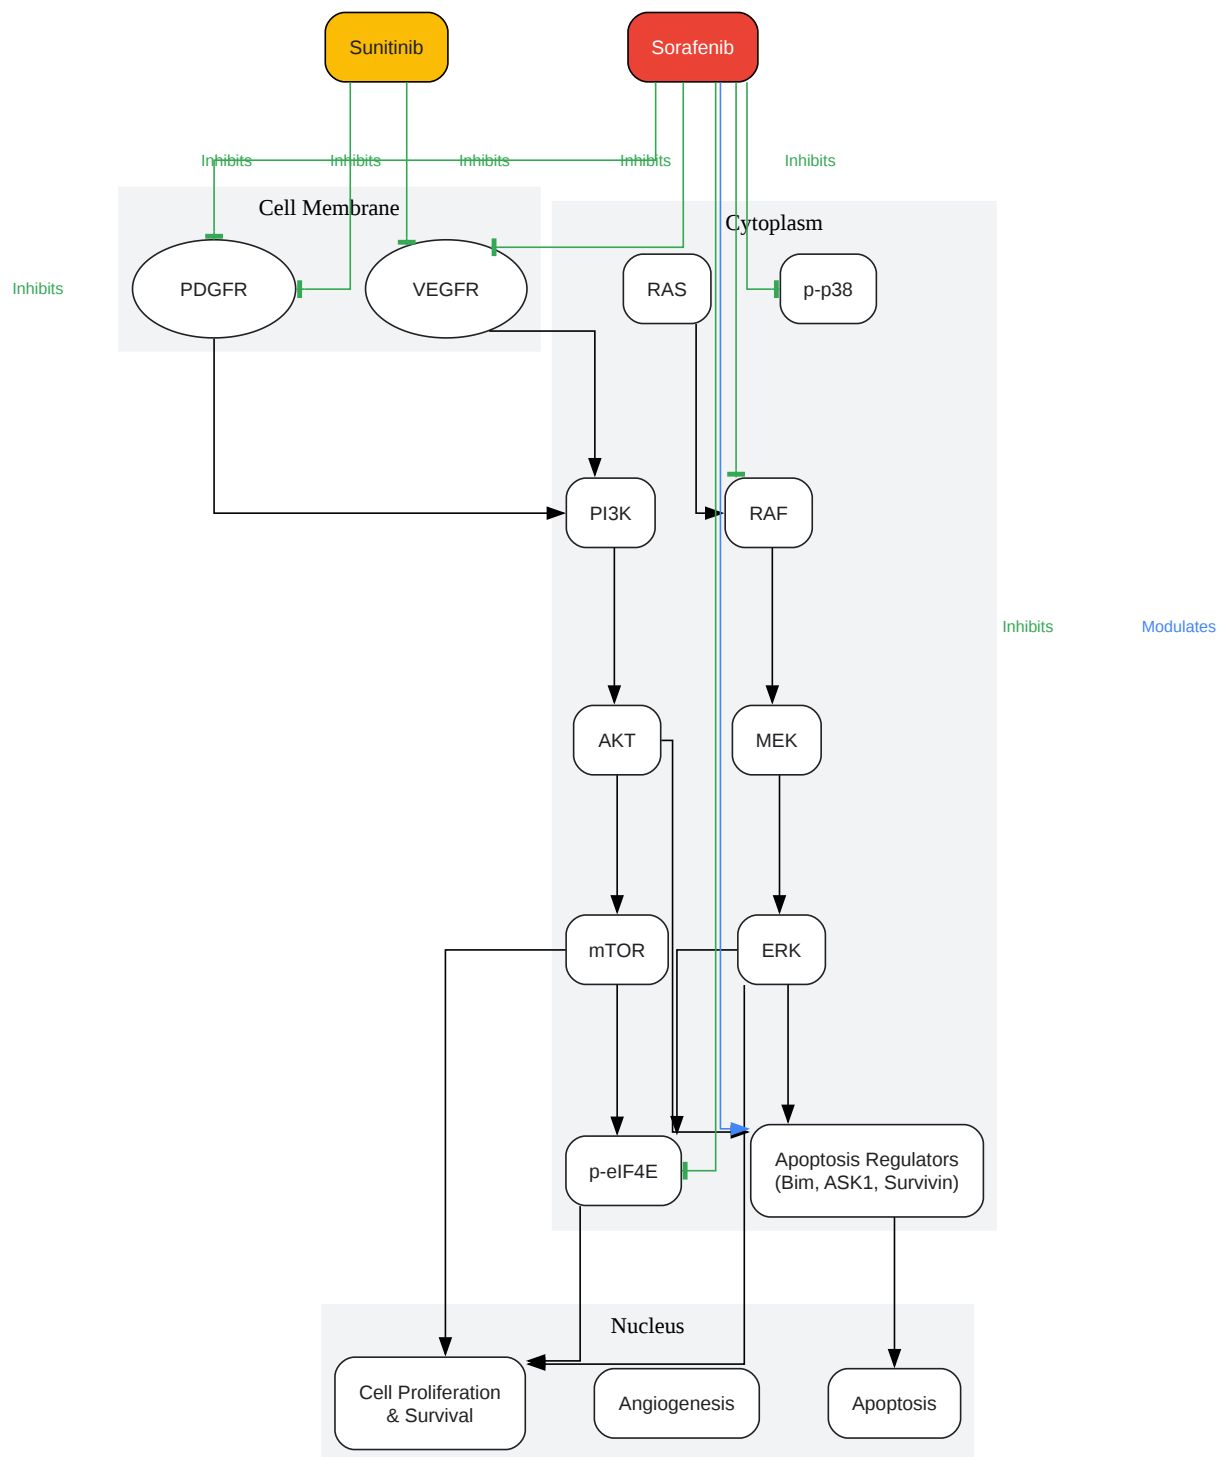 Sunitinib
Sorafenib
Inhibits
Inhibits
Inhibits
Inhibits
Inhibits
Cell Membrane
Cytoplasm
Inhibits
PDGFR
VEGFR
RAS
p-p38
PI3K
RAF
Inhibits
Modulates
AKT
MEK
mTOR
ERK
p-eIF4E
Apoptosis Regulators
(Bim, ASK1, Survivin)
Nucleus
Cell Proliferation
& Survival
Angiogenesis
Apoptosis